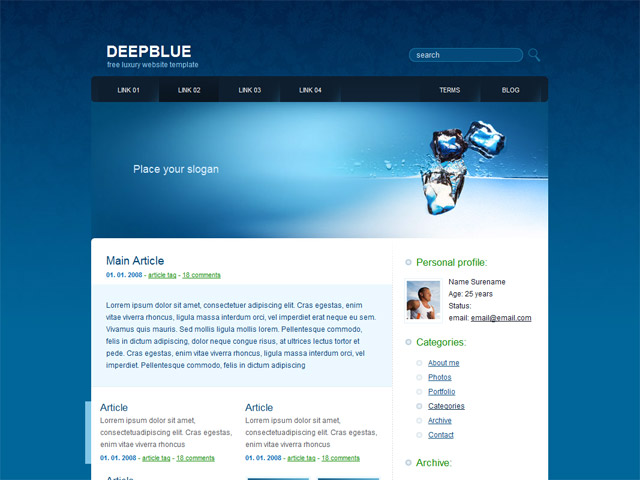 DEEPBLUE
free luxury website template
search
LINK 01
LINK 02
LINK 03
LINK 04
TERMS
BLOG
Place your slogan
Main Article
01. 01. 2008 - article tag - 18 comments
Lorem ipsum dolor sit amet, consectetuer adipiscing elit. Cras egestas, enim
vitae viverra rhoncus, ligula massa interdum orci, vel imperdiet erat neque eu sem.
Vivamus quis mauris. Sed mollis ligula mollis lorem. Pellentesque commodo,
felis in dictum adipiscing, dolor neque congue risus, at ultrices lectus tortor et
pede. Cras egestas, enim vitae viverra rhoncus, ligula massa interdum orci, vel
imperdiet. Pellentesque commodo, felis in dictum adipiscing
Article
Lorem ipsum dolor sit amet,
consectetuadipiscing elit. Cras egestas,
enim vitae viverra rhoncus
01. 01. 2008 - article tag - 18 comments
Article
Lorem ipsum dolor sit amet,
consectetuadipiscing elit. Cras egestas,
enim vitae viverra rhoncus
01. 01. 2008 - article tag - 18 comments
Article
Personal profile:
Name Surename
Age: 25 years
Status:
email: email@email.com
Categories:
About me
Photos
Portfolio
Categories
Archive
Contact
Archive: